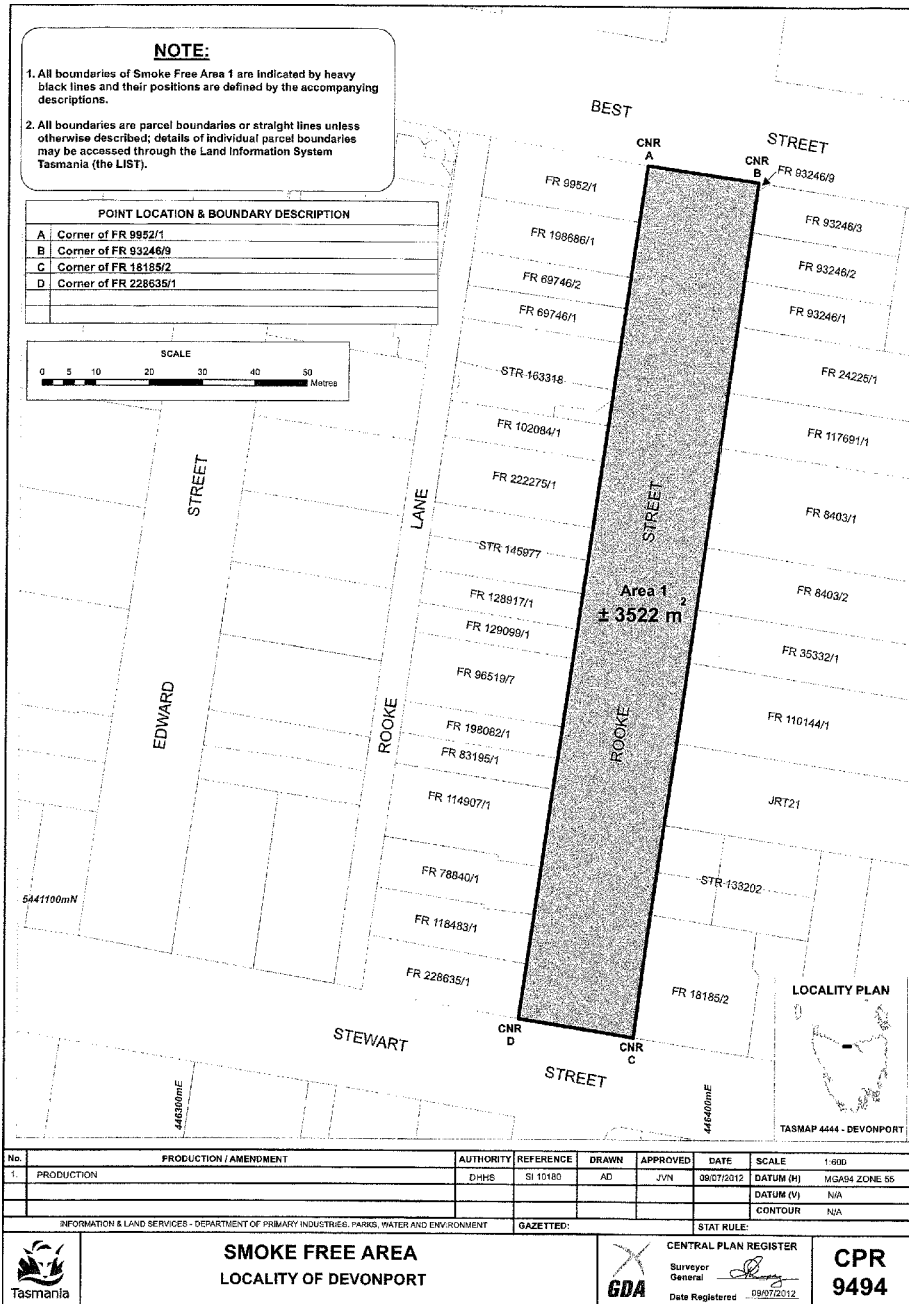 NOTE:
1. All boundaries of Smoke Free Area 1 are indicated by heavy
black lines and their positions are defined by the accompanying
descriptions.
2. All boundaries are parcel boundaries or straight lines unless
otherwise described; details of individual parcel boundaries
may be accessed through the Land Information System
Tasmania (the LIST).
POINT LOCATION & BOUNDARY DESCRIPTION
A Corner of FR 9952/1
B Corner of FR 93246/9
C Corner of FR 18185/2
D Corner of FR 228635/1
SCALE
0 5 10 20 30 40 50
Metres
BEST STREET
CNR
A
CNR
B
FR 93246/9
FR 9952/1
FR 198686/1
FR 69746/2
FR 69746/1
STR 163318
FR 102084/1
FR 222275/1
STR 145977
FR 128917/1
FR 129099/1
FR 96519/7
FR 198082/1
FR 83195/1
FR 114907/1
FR 78840/1
FR 118483/1
FR 228635/1
FR 93246/3
FR 93246/2
FR 93246/1
FR 24225/1
FR 117691/1
FR 8403/1
FR 8403/2
FR 35332/1
FR 110144/1
JRT21
STR 133202
FR 18185/2
EDWARD STREET
ROOKE LANE
ROOKE STREET
Area 1
± 3522 m2
CNR
D
CNR
C
STEWART STREET
5441100mN
446300mE
446400mE
LOCALITY PLAN
TASMAP 4444 - DEVONPORT
No. PRODUCTION / AMENDMENT AUTHORITY REFERENCE DRAWN APPROVED DATE SCALE 1:600
1. PRODUCTION DHHS SI 10180 AD JVN 09/07/2012 DATUM (H) MGA94 ZONE 55
DATUM (V) N/A
CONTOUR N/A
INFORMATION & LAND SERVICES - DEPARTMENT OF PRIMARY INDUSTRIES, PARKS, WATER AND ENVIRONMENT GAZETTED: STAT RULE:
Tasmania
SMOKE FREE AREA
LOCALITY OF DEVONPORT
GDA
CENTRAL PLAN REGISTER
Surveyor
General
Date Registered 09/07/2012
CPR
9494